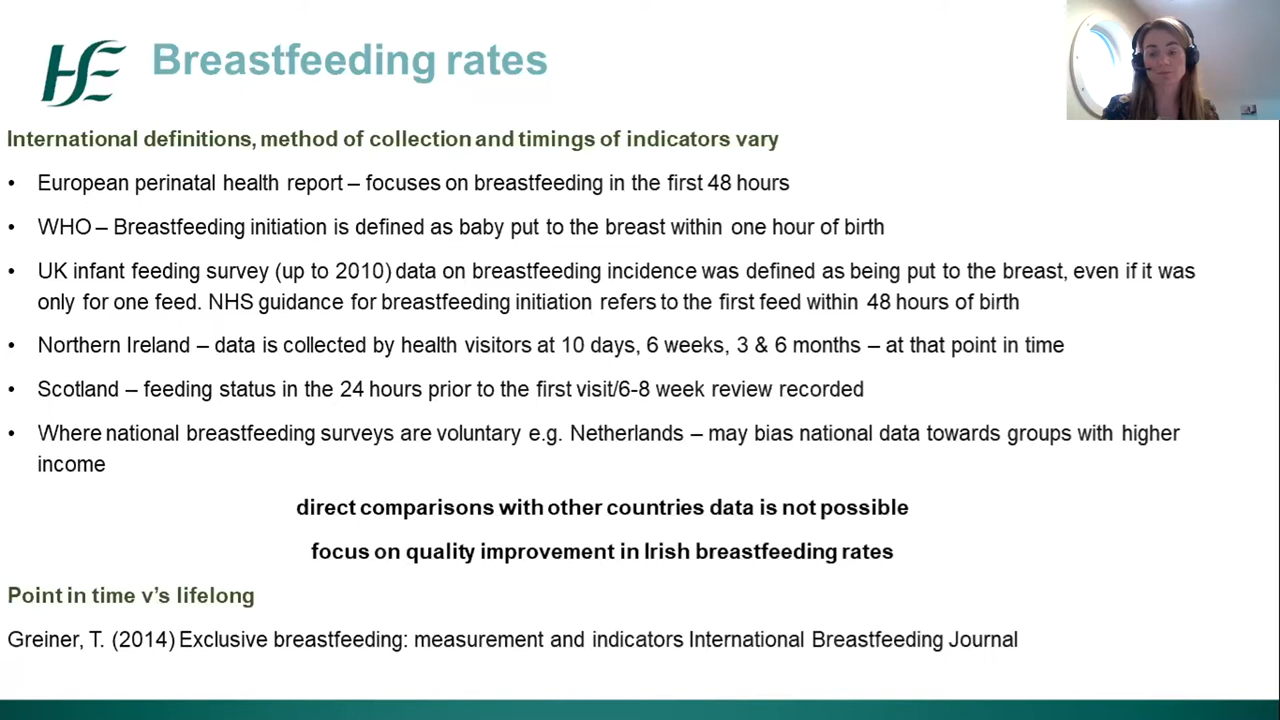 HSE
Breastfeeding rates
International definitions, method of collection and timings of indicators vary
• European perinatal health report – focuses on breastfeeding in the first 48 hours
• WHO – Breastfeeding initiation is defined as baby put to the breast within one hour of birth
• UK infant feeding survey (up to 2010) data on breastfeeding incidence was defined as being put to the breast, even if it was
only for one feed. NHS guidance for breastfeeding initiation refers to the first feed within 48 hours of birth
• Northern Ireland – data is collected by health visitors at 10 days, 6 weeks, 3 & 6 months – at that point in time
• Scotland – feeding status in the 24 hours prior to the first visit/6-8 week review recorded
• Where national breastfeeding surveys are voluntary e.g. Netherlands – may bias national data towards groups with higher
income
direct comparisons with other countries data is not possible
focus on quality improvement in Irish breastfeeding rates
Point in time v's lifelong
Greiner, T. (2014) Exclusive breastfeeding: measurement and indicators International Breastfeeding Journal